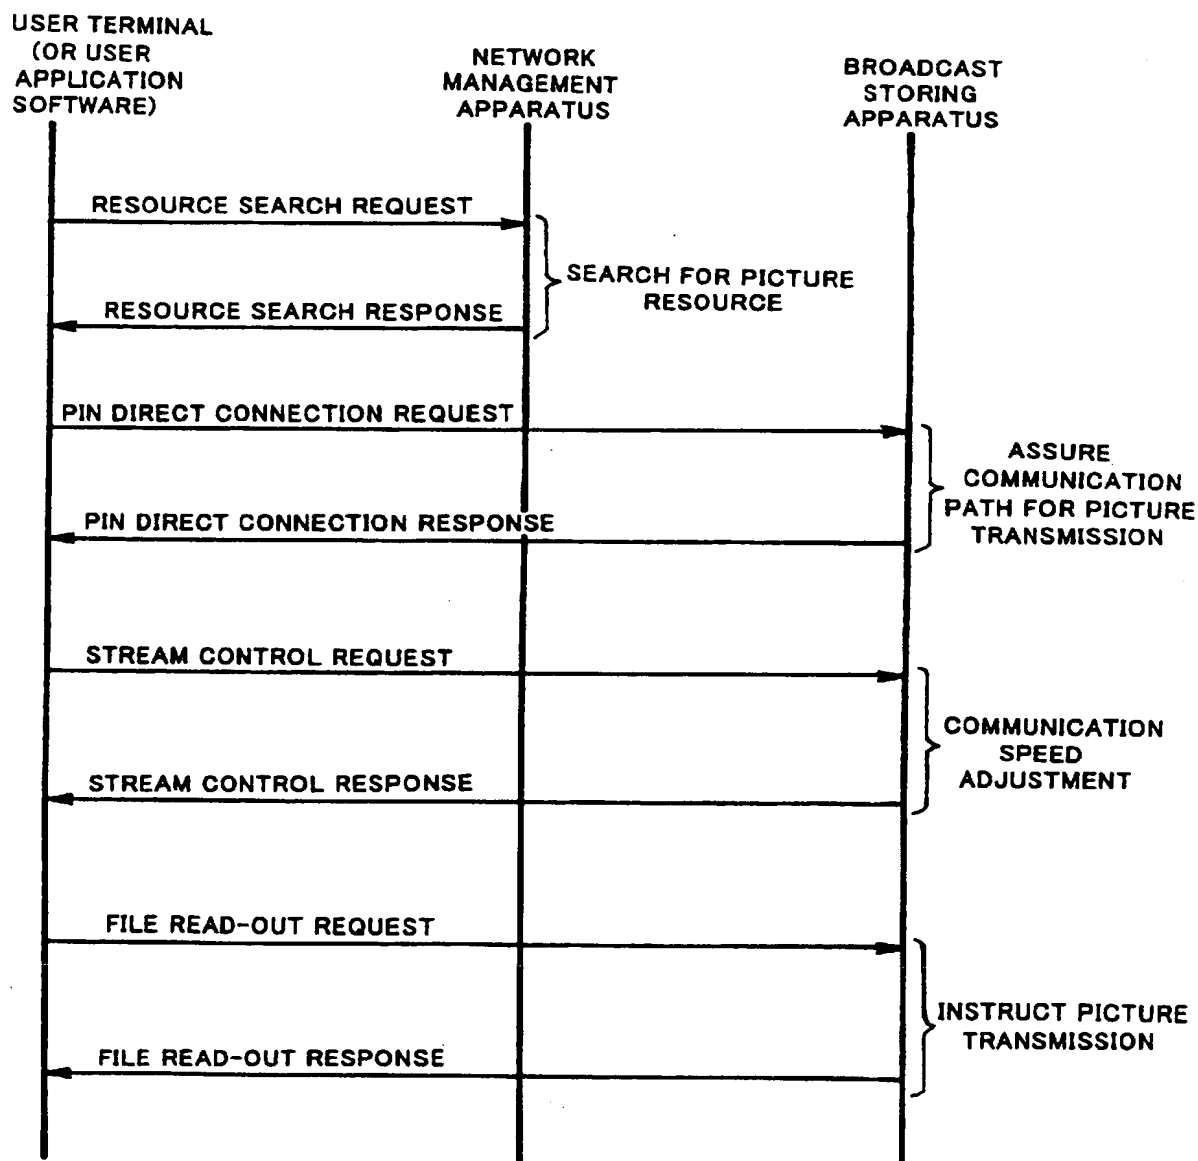 USER TERMINAL
(OR USER
APPLICATION
SOFTWARE)
NETWORK
MANAGEMENT
APPARATUS
BROADCAST
STORING
APPARATUS
RESOURCE SEARCH REQUEST
SEARCH FOR PICTURE
RESOURCE
RESOURCE SEARCH RESPONSE
PIN DIRECT CONNECTION REQUEST
ASSURE
COMMUNICATION
PATH FOR PICTURE
TRANSMISSION
PIN DIRECT CONNECTION RESPONSE
STREAM CONTROL REQUEST
COMMUNICATION
SPEED
ADJUSTMENT
STREAM CONTROL RESPONSE
FILE READ-OUT REQUEST
INSTRUCT PICTURE
TRANSMISSION
FILE READ-OUT RESPONSE